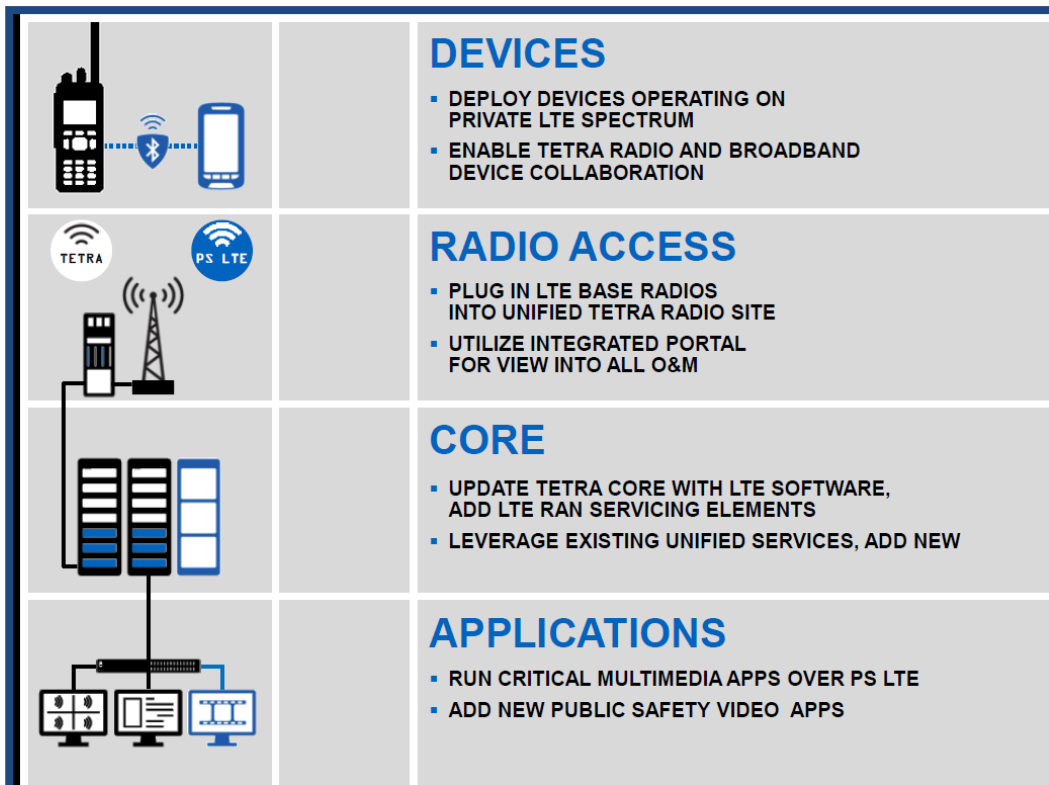 DEVICES
▪ DEPLOY DEVICES OPERATING ON
PRIVATE LTE SPECTRUM
▪ ENABLE TETRA RADIO AND BROADBAND
DEVICE COLLABORATION
TETRA
PS LTE
RADIO ACCESS
▪ PLUG IN LTE BASE RADIOS
INTO UNIFIED TETRA RADIO SITE
▪ UTILIZE INTEGRATED PORTAL
FOR VIEW INTO ALL O&M
CORE
▪ UPDATE TETRA CORE WITH LTE SOFTWARE,
ADD LTE RAN SERVICING ELEMENTS
▪ LEVERAGE EXISTING UNIFIED SERVICES, ADD NEW
APPLICATIONS
▪ RUN CRITICAL MULTIMEDIA APPS OVER PS LTE
▪ ADD NEW PUBLIC SAFETY VIDEO APPS